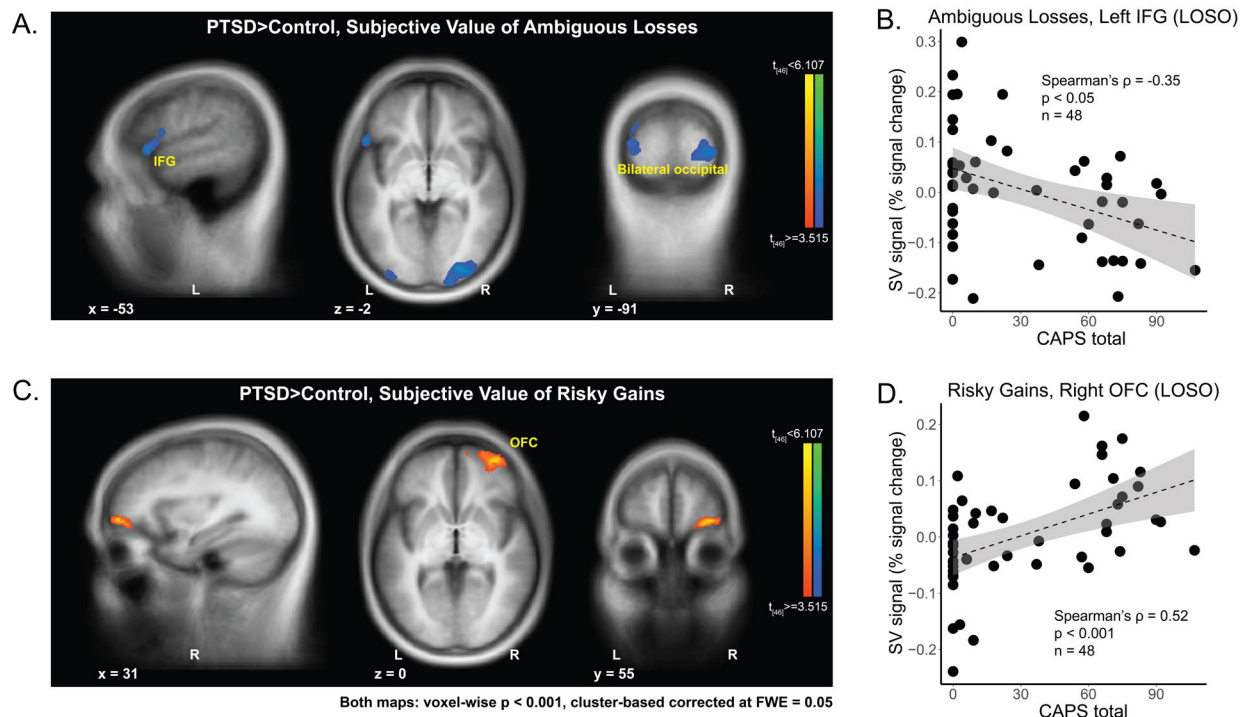 A.
PTSD>Control, Subjective Value of Ambiguous Losses
t[46]<6.107
IFG
Bilateral occipital
t[46]>=3.515
L
L
R
L
R
x = -53
z = -2
y = -91
B.
Ambiguous Losses, Left IFG (LOSO)
SV signal (% signal change)
0.3
0.2
0.1
0.0
−0.1
−0.2
Spearman's ρ = -0.35
p < 0.05
n = 48
0
30
60
90
CAPS total
C.
PTSD>Control, Subjective Value of Risky Gains
OFC
t[46]<6.107
t[46]>=3.515
R
L
R
L
R
x = 31
z = 0
y = 55
Both maps: voxel-wise p < 0.001, cluster-based corrected at FWE = 0.05
D.
Risky Gains, Right OFC (LOSO)
SV signal (% signal change)
0.2
0.1
0.0
−0.1
−0.2
Spearman's ρ = 0.52
p < 0.001
n = 48
0
30
60
90
CAPS total